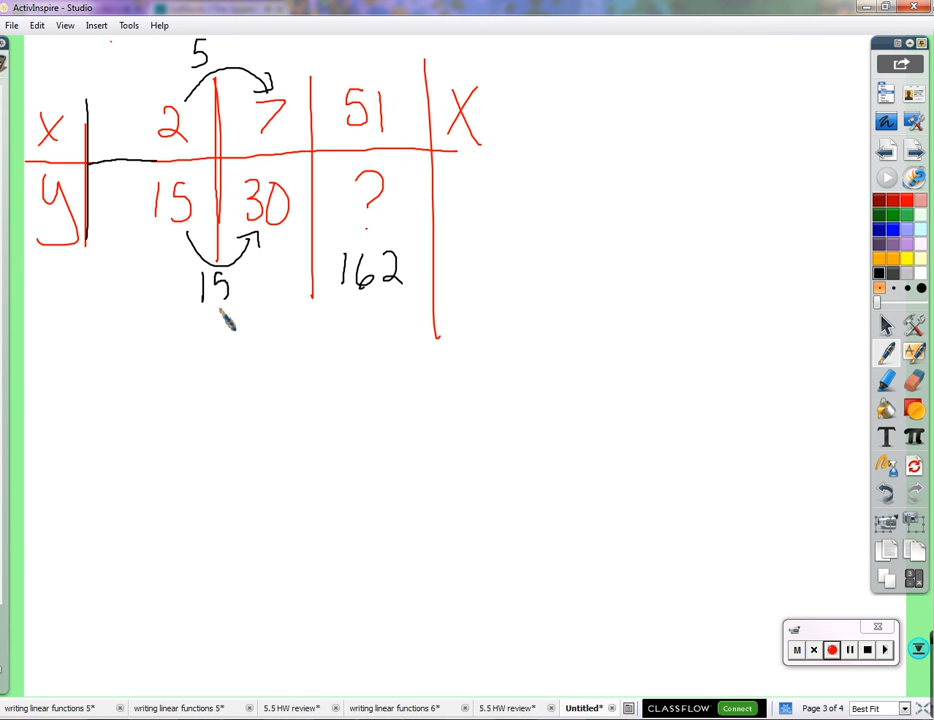 ActivInspire - Studio
File Edit View Insert Tools Help
5
x 2 7 51 X
y 15 30 ?
15 162
M
writing linear functions 5* writing linear functions 5* 5.5 HW review* writing linear functions 6* 5.5 HW review* Untitled* CLASSFLOW Connect Page 3 of 4 Best Fit